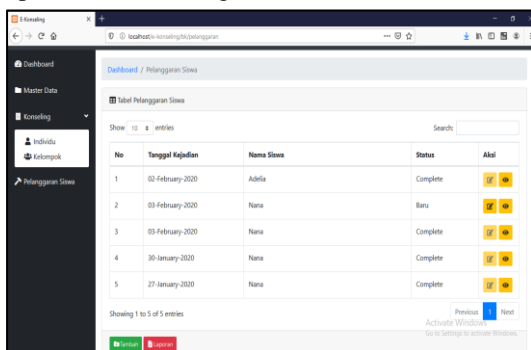 E-Konseling
localhost/e-konseling/bk/pelanggaran
Dashboard
Master Data
Konseling
Individu
Kelompok
Pelanggaran Siswa
Dashboard / Pelanggaran Siswa
Tabel Pelanggaran Siswa
Show 10 entries
Search:
No Tanggal Kejadian Nama Siswa Status Aksi
1 02-February-2020 Adelia Complete
2 03-February-2020 Nana Baru
3 03-February-2020 Nana Complete
4 30-January-2020 Nana Complete
5 27-January-2020 Nana Complete
Showing 1 to 5 of 5 entries
Previous 1 Next
Activate Windows
Go to Settings to activate Windows.
Tambah Laporan